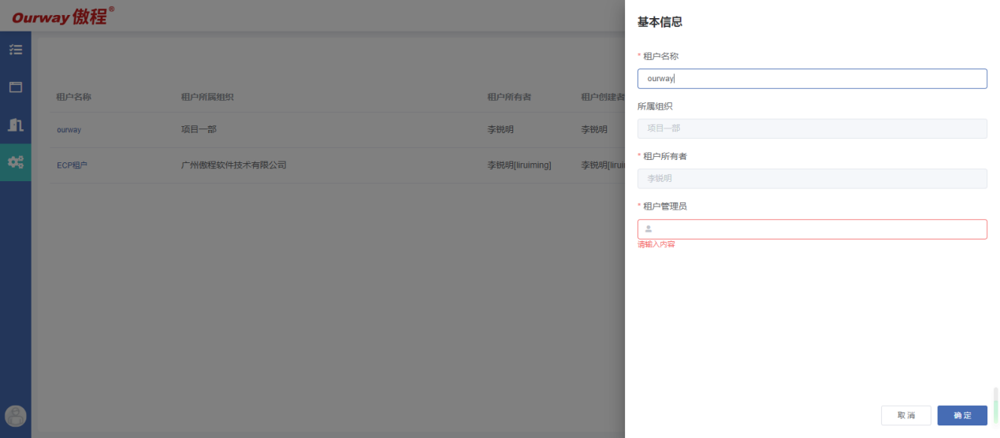 Ourway 傲程®
租户名称 租户所属组织 租户所有者 租户创建者
ourway 项目一部 李锐明 李锐明
ECP租户 广州傲程软件技术有限公司 李锐明[liruiming] 李锐明[lirui
基本信息
* 租户名称
ourway
所属组织
项目一部
* 租户所有者
李锐明
* 租户管理员
请输入内容
取消 确定